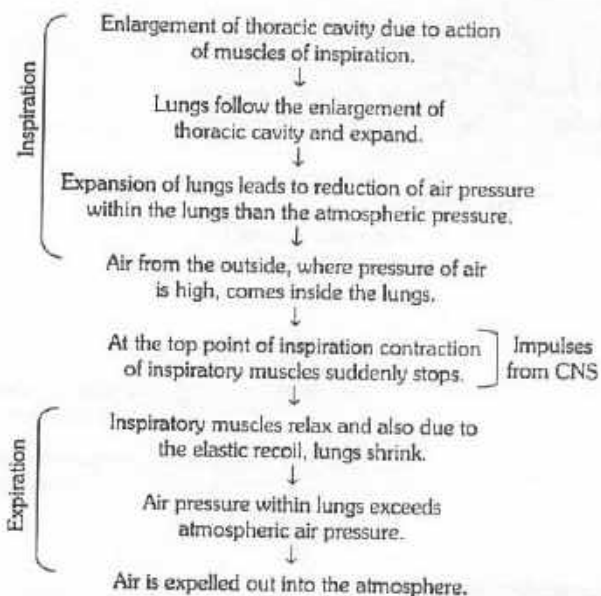 Enlargement of thoracic cavity due to action
of muscles of inspiration.
↓
Lungs follow the enlargement of
thoracic cavity and expand.
↓
Inspiration
Expansion of lungs leads to reduction of air pressure
within the lungs than the atmospheric pressure.
↓
Air from the outside, where pressure of air
is high, comes inside the lungs.
↓
At the top point of inspiration contraction
of inspiratory muscles suddenly stops.
Impulses
from CNS
↓
Inspiratory muscles relax and also due to
the elastic recoil, lungs shrink.
↓
Expiration
Air pressure within lungs exceeds
atmospheric air pressure.
↓
Air is expelled out into the atmosphere.